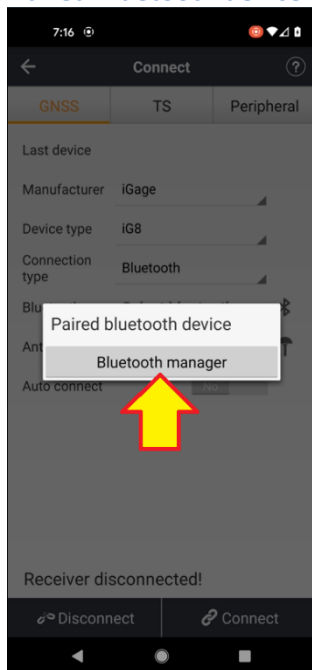 7:16
Connect
GNSS TS Peripheral
Last device
Manufacturer iGage
Device type iG8
Connection
type
Bluetooth
Paired bluetooth device
Bluetooth manager
Auto connect No
Receiver disconnected!
Disconnect Connect